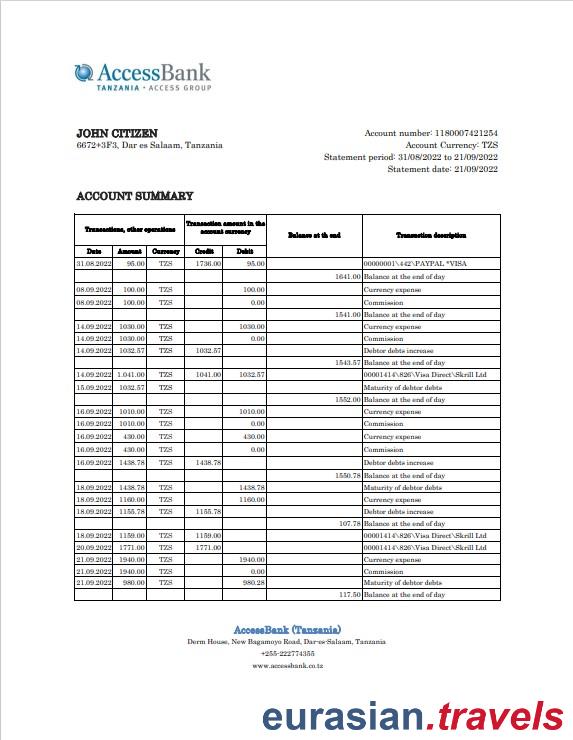 AccessBank
TANZANIA • ACCESS GROUP
JOHN CITIZEN
6672+3F3, Dar es Salaam, Tanzania
Account number: 1180007421254
Account Currency: TZS
Statement period: 31/08/2022 to 21/09/2022
Statement date: 21/09/2022
ACCOUNT SUMMARY
Transactions, other operations Transaction amount in the account currency Balance at th end Transaction description
Date Amount Currency Credit Debit
31.08.2022 95.00 TZS 1736.00 95.00 00000001\442\PAYPAL *VISA
1641.00 Balance at the end of day
08.09.2022 100.00 TZS 100.00 Currency expense
08.09.2022 100.00 TZS 0.00 Commission
1541.00 Balance at the end of day
14.09.2022 1030.00 TZS 1030.00 Currency expense
14.09.2022 1030.00 TZS 0.00 Commission
14.09.2022 1032.57 TZS 1032.57 Debtor debts increase
1543.57 Balance at the end of day
14.09.2022 1.041.00 TZS 1041.00 1032.57 00001414\826\Visa Direct\Skrill Ltd
15.09.2022 1032.57 TZS Maturity of debtor debts
1552.00 Balance at the end of day
16.09.2022 1010.00 TZS 1010.00 Currency expense
16.09.2022 1010.00 TZS 0.00 Commission
16.09.2022 430.00 TZS 430.00 Currency expense
16.09.2022 430.00 TZS 0.00 Commission
16.09.2022 1438.78 TZS 1438.78 Debtor debts increase
1550.78 Balance at the end of day
18.09.2022 1438.78 TZS 1438.78 Maturity of debtor debts
18.09.2022 1160.00 TZS 1160.00 Currency expense
18.09.2022 1155.78 TZS 1155.78 Debtor debts increase
107.78 Balance at the end of day
18.09.2022 1159.00 TZS 1159.00 00001414\826\Visa Direct\Skrill Ltd
20.09.2022 1771.00 TZS 1771.00 00001414\826\Visa Direct\Skrill Ltd
21.09.2022 1940.00 TZS 1940.00 Currency expense
21.09.2022 1940.00 TZS 0.00 Commission
21.09.2022 980.00 TZS 980.28 Maturity of debtor debts
117.50 Balance at the end of day
AccessBank (Tanzania)
Derm House, New Bagamoyo Road, Dar-es-Salaam, Tanzania
+255-222774355
www.accessbank.co.tz
eurasian.travels